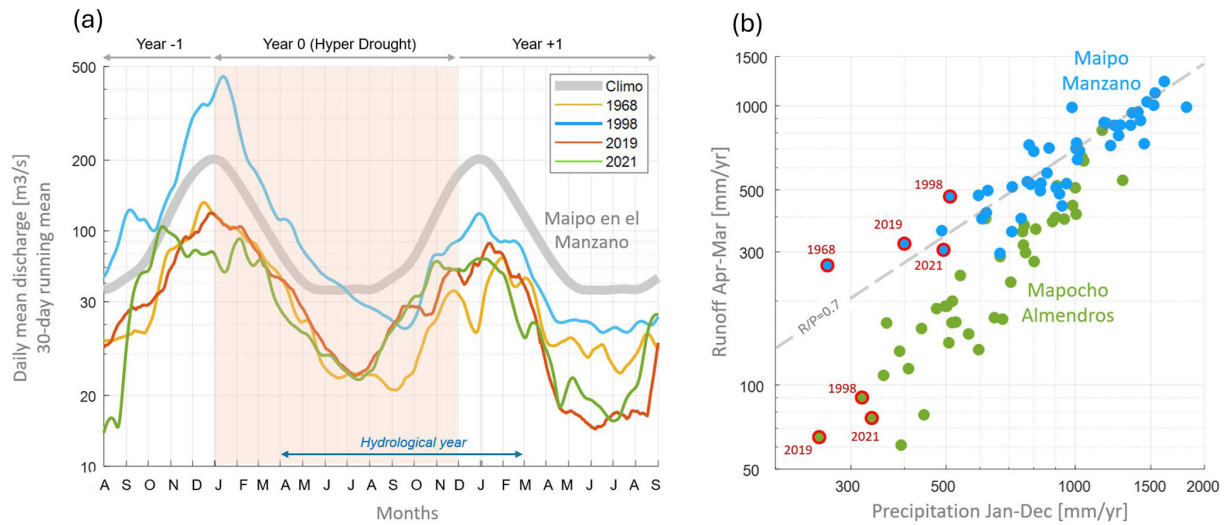 (a)
Year -1
Year 0 (Hyper Drought)
Year +1
500
200
100
30
20
10
Daily mean discharge [m3/s]
30-day running mean
Climo
1968
1998
2019
2021
Maipo en el
Manzano
Hydrological year
A S O N D J F M A M J J A S O N D J F M A M J J A S
Months
(b)
1500
1000
500
300
100
50
Runoff Apr-Mar [mm/yr]
Maipo
Manzano
1998
2019
1968
2021
R/P=0.7
Mapocho
Almendros
1998
2021
2019
300 500 1000 1500 2000
Precipitation Jan-Dec [mm/yr]